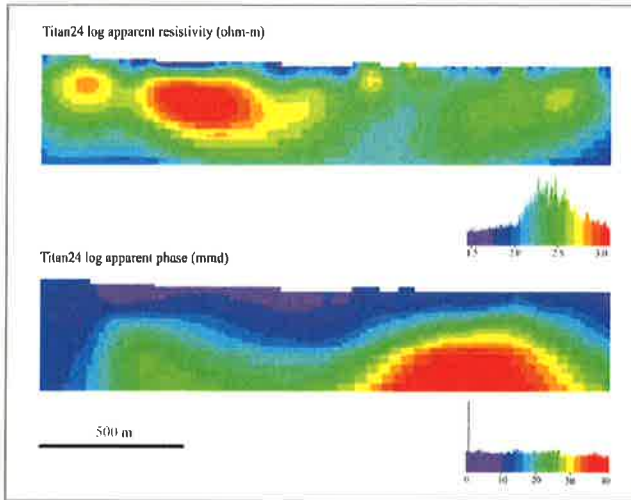 Titan24 log apparent resistivity (ohm-m)
1.5 2.0 2.5 3.0
Titan24 log apparent phase (mrad)
500 m
0 10 20 30 40